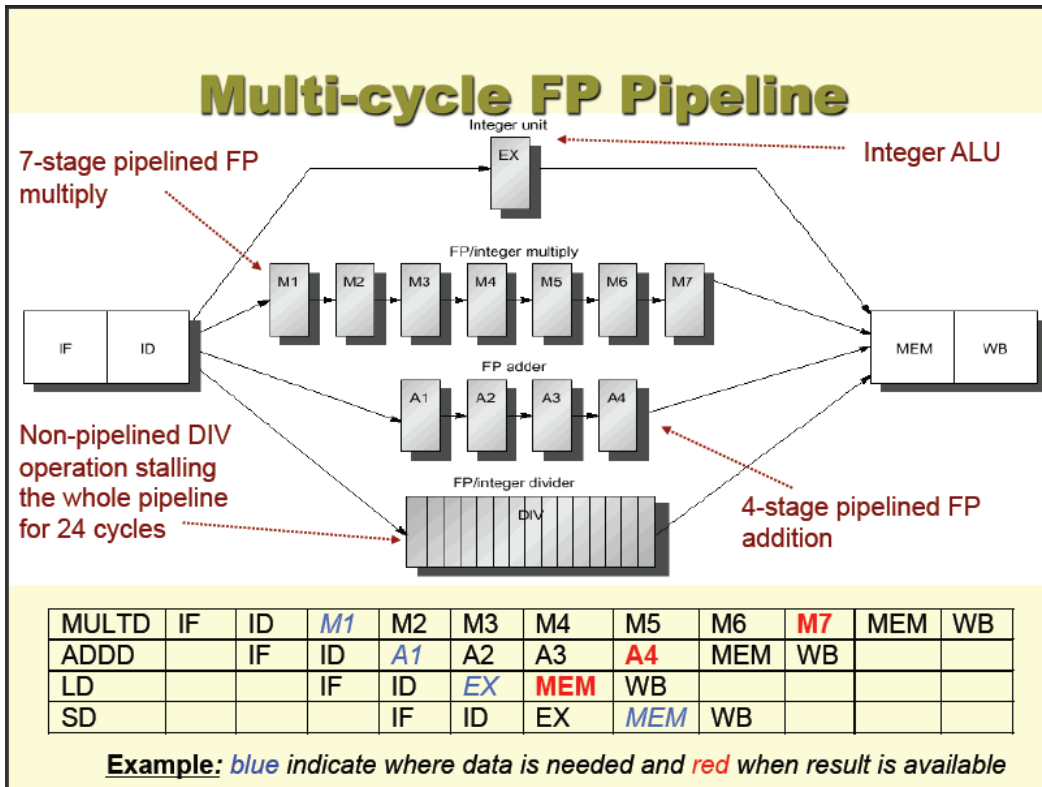 Multi-cycle FP Pipeline
Integer unit
EX
Integer ALU
7-stage pipelined FP
multiply
FP/integer multiply
M1 M2 M3 M4 M5 M6 M7
IF ID
MEM WB
FP adder
A1 A2 A3 A4
Non-pipelined DIV
operation stalling
the whole pipeline
for 24 cycles
FP/integer divider
DIV
4-stage pipelined FP
addition
MULTD IF ID M1 M2 M3 M4 M5 M6 M7 MEM WB
ADDD IF ID A1 A2 A3 A4 MEM WB
LD IF ID EX MEM WB
SD IF ID EX MEM WB
Example: blue indicate where data is needed and red when result is available